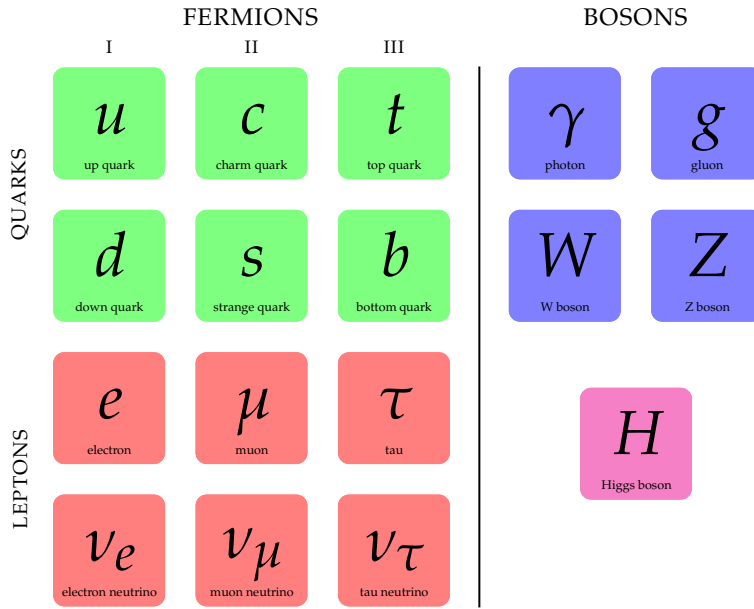 FERMIONS
BOSONS
I
II
III
QUARKS
u
up quark
c
charm quark
t
top quark
γ
photon
g
gluon
d
down quark
s
strange quark
b
bottom quark
W
W boson
Z
Z boson
LEPTONS
e
electron
μ
muon
τ
tau
H
Higgs boson
νe
electron neutrino
νμ
muon neutrino
ντ
tau neutrino